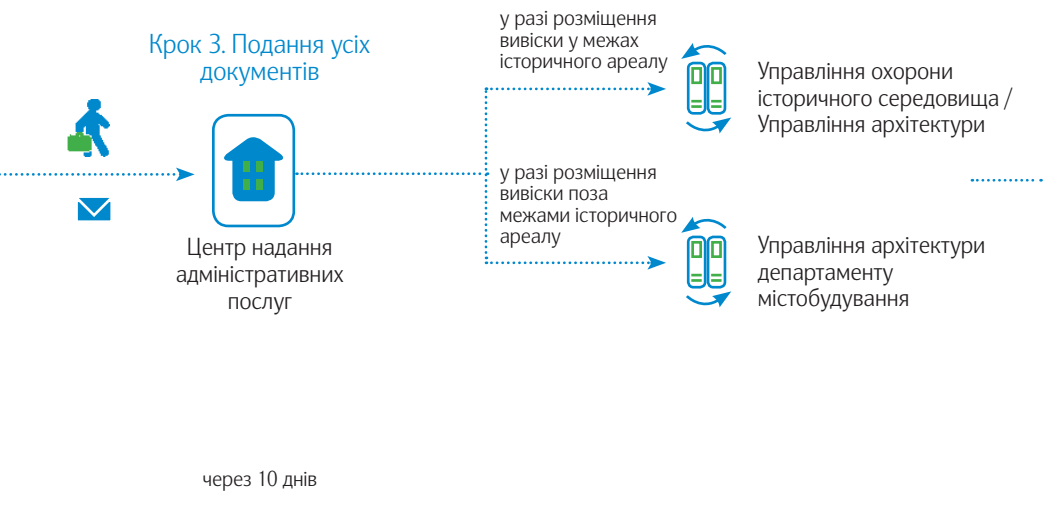 Крок 3. Подання усіх
документів
Центр надання
адміністративних
послуг
у разі розміщення
вивіски у межах
історичного ареалу
Управління охорони
історичного середовища /
Управління архітектури
у разі розміщення
вивіски поза
межами історичного
ареалу
Управління архітектури
департаменту
містобудування
через 10 днів